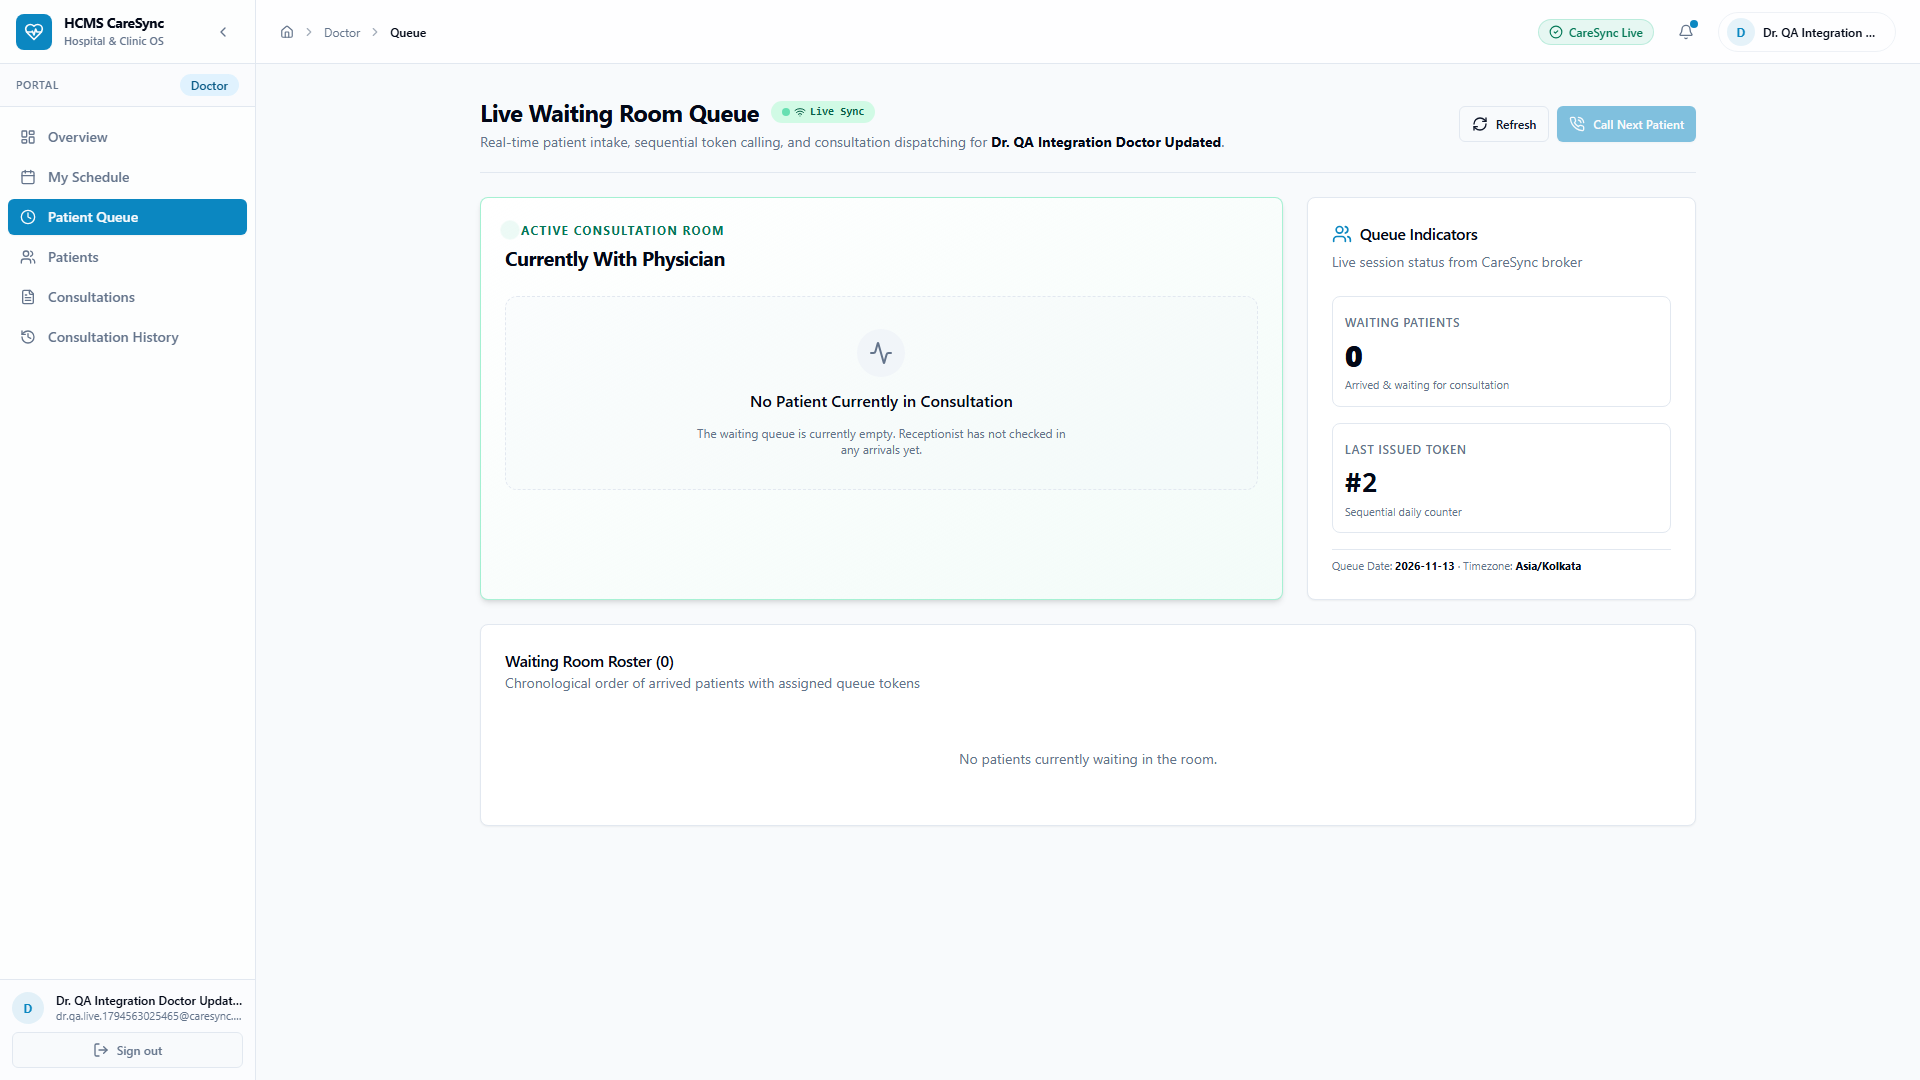 HCMS CareSync
Hospital & Clinic OS
Doctor
Queue
CareSync Live
D
Dr. QA Integration ...
PORTAL
Doctor
Overview
My Schedule
Patient Queue
Patients
Consultations
Consultation History
Live Waiting Room Queue
Live Sync
Real-time patient intake, sequential token calling, and consultation dispatching for Dr. QA Integration Doctor Updated.
Refresh
Call Next Patient
ACTIVE CONSULTATION ROOM
Currently With Physician
No Patient Currently in Consultation
The waiting queue is currently empty. Receptionist has not checked in
any arrivals yet.
Queue Indicators
Live session status from CareSync broker
WAITING PATIENTS
0
Arrived & waiting for consultation
LAST ISSUED TOKEN
#2
Sequential daily counter
Queue Date: 2026-11-13 · Timezone: Asia/Kolkata
Waiting Room Roster (0)
Chronological order of arrived patients with assigned queue tokens
No patients currently waiting in the room.
D
Dr. QA Integration Doctor Updat...
dr.qa.live.1794563025465@caresync....
Sign out